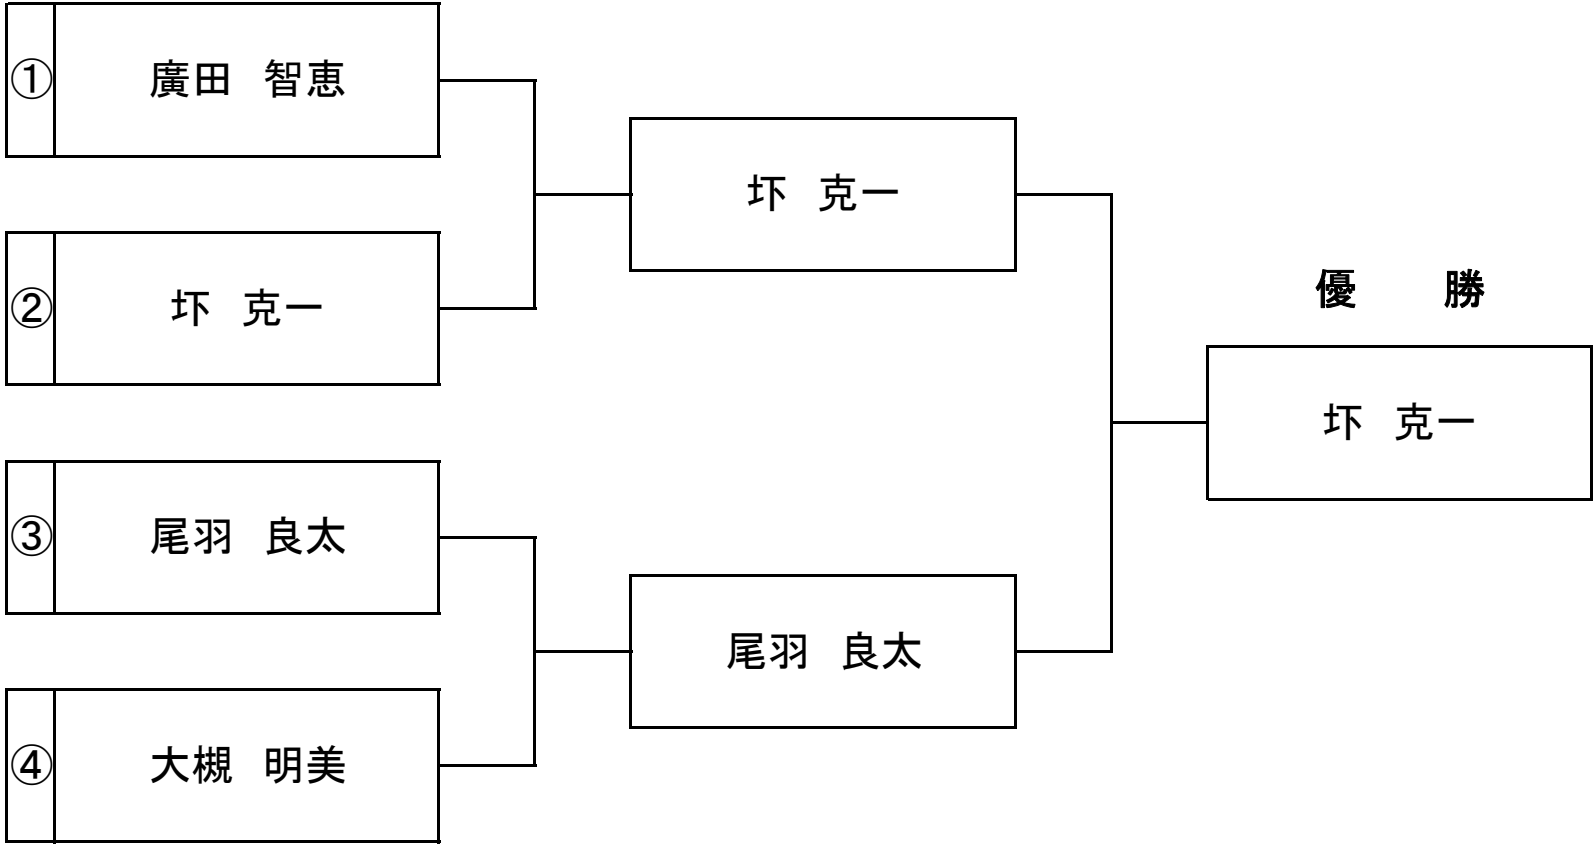 ① 廣田　智恵
圷　克一
② 圷　克一
優　勝
圷　克一
③ 尾羽　良太
尾羽　良太
④ 大槻　明美